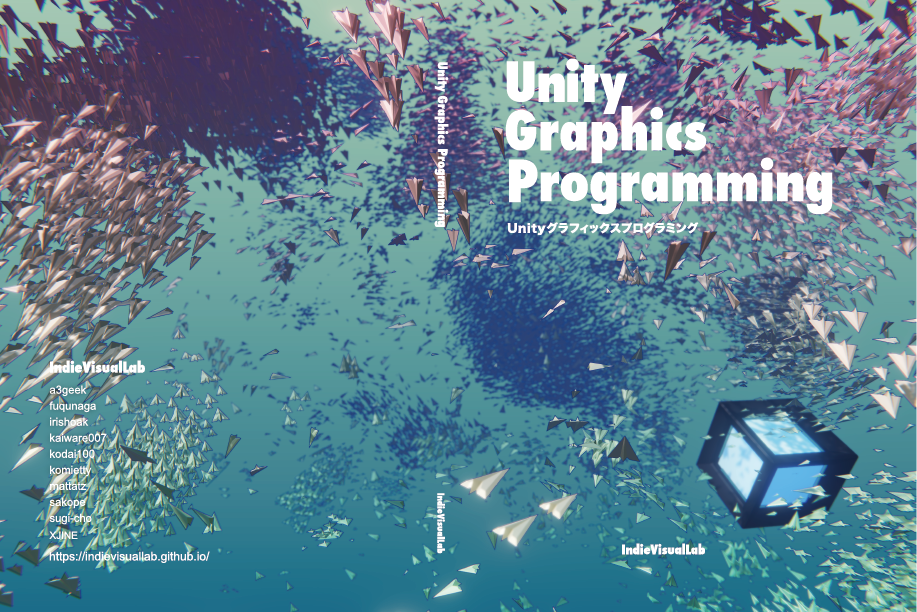 Unity
Graphics
Programming
Unityグラフィックスプログラミング
IndieVisualLab
Unity Graphics Programming
IndieVisualLab
IndieVisualLab
a3geek
fuqunaga
irishoak
kaiware007
kodai100
komietty
mattatz
sakope
sugi-cho
XJINE
https://indievisuallab.github.io/